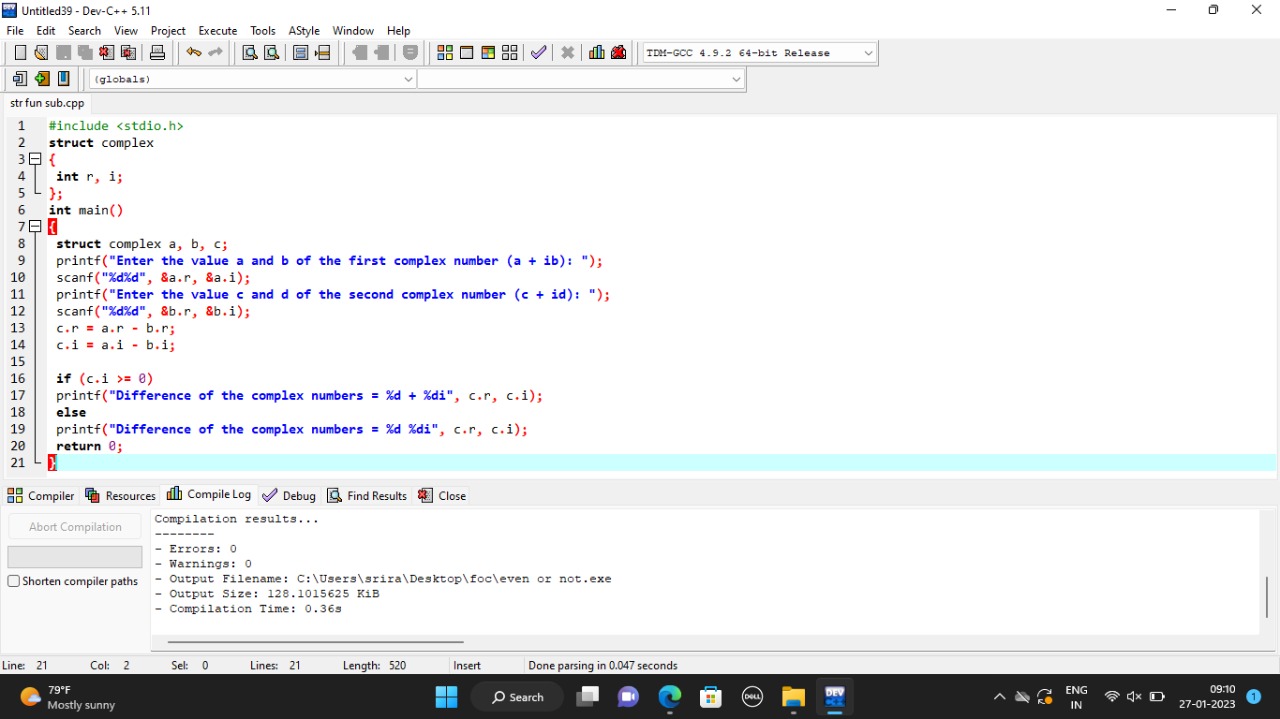 Untitled39 - Dev-C++ 5.11
File Edit Search View Project Execute Tools AStyle Window Help
TDM-GCC 4.9.2 64-bit Release
(globals)
str fun sub.cpp
1 #include <stdio.h>
2 struct complex
3 {
4 int r, i;
5 };
6 int main()
7 {
8 struct complex a, b, c;
9 printf("Enter the value a and b of the first complex number (a + ib): ");
10 scanf("%d%d", &a.r, &a.i);
11 printf("Enter the value c and d of the second complex number (c + id): ");
12 scanf("%d%d", &b.r, &b.i);
13 c.r = a.r - b.r;
14 c.i = a.i - b.i;
15
16 if (c.i >= 0)
17 printf("Difference of the complex numbers = %d + %di", c.r, c.i);
18 else
19 printf("Difference of the complex numbers = %d %di", c.r, c.i);
20 return 0;
21 }
Compiler Resources Compile Log Debug Find Results Close
Abort Compilation
Shorten compiler paths
Compilation results...
--------
- Errors: 0
- Warnings: 0
- Output Filename: C:\Users\srira\Desktop\foc\even or not.exe
- Output Size: 128.1015625 KiB
- Compilation Time: 0.36s
Line: 21 Col: 2 Sel: 0 Lines: 21 Length: 520 Insert Done parsing in 0.047 seconds
79°F
Mostly sunny
Search
DELL
DEV
ENG
IN
09:10
27-01-2023
1